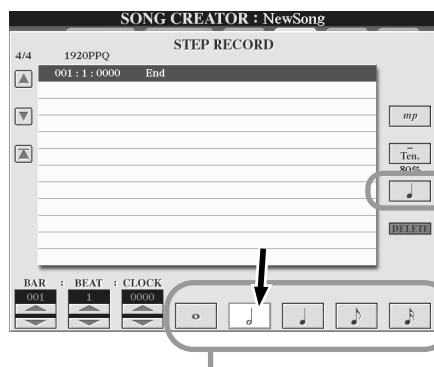 SONG CREATOR : NewSong
STEP RECORD
4/4 1920PPQ
001 : 1 : 0000 End
mp
Ten.
80%
DELETE
BAR : BEAT : CLOCK
001 1 0000